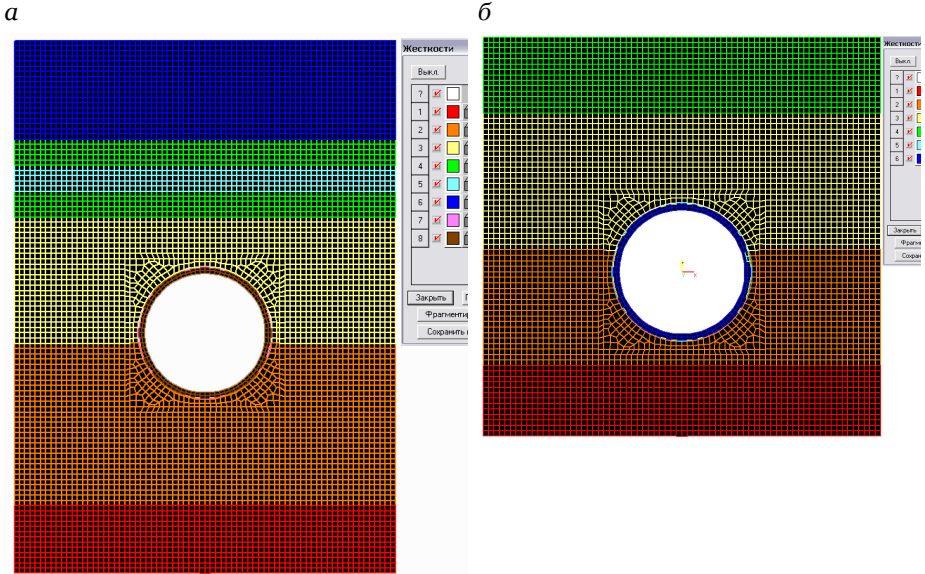 а
б
Жесткости
Выкл.
?
1
2
3
4
5
6
7
8
Закрыть
Фрагменти
Сохранить
Жесткости
Выкл.
?
1
2
3
4
5
6
Закрыть
Фрагм
Сохран
Y
X